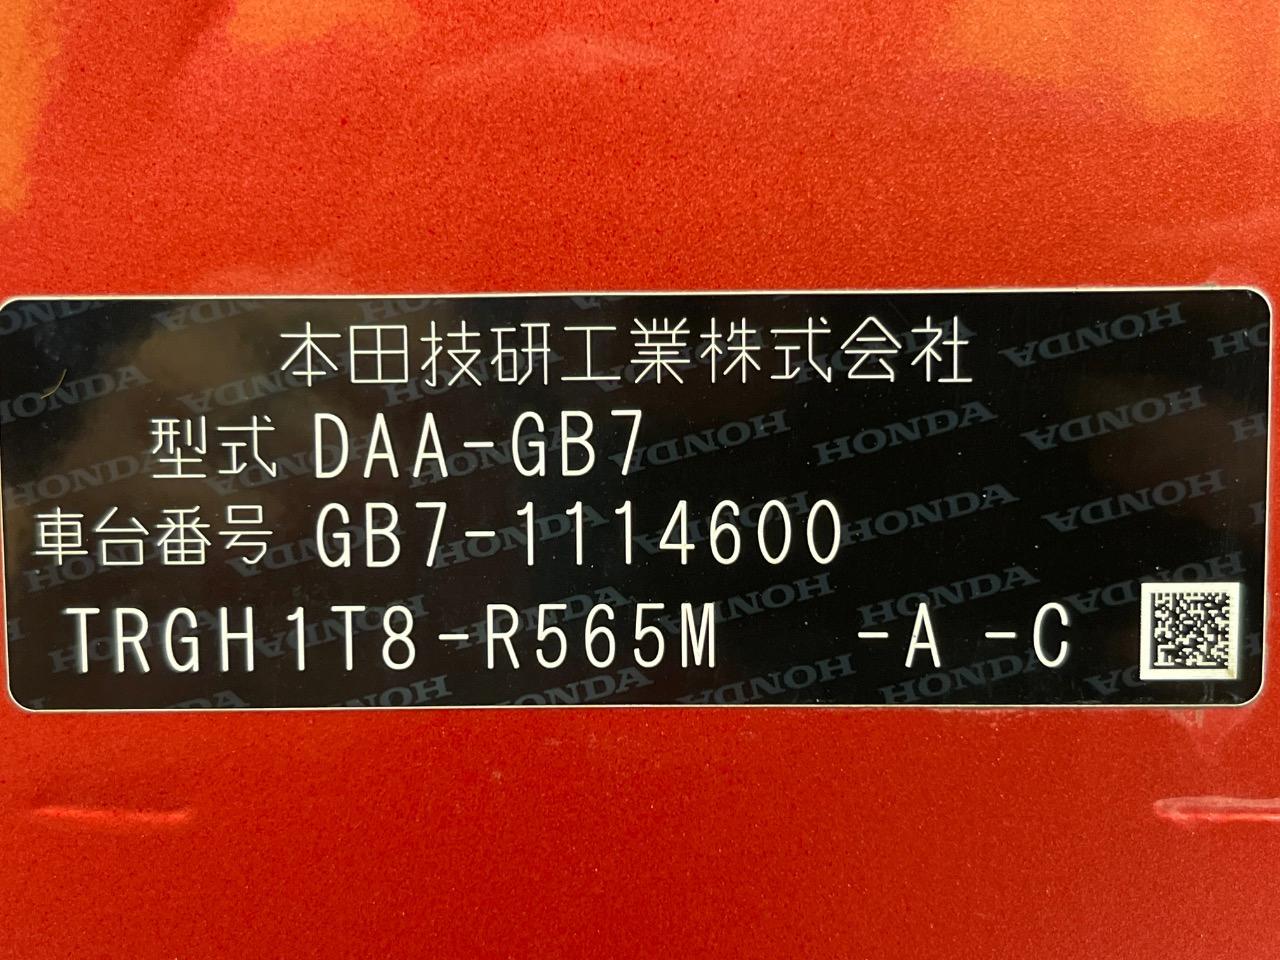 本田技研工業株式会社
型式 DAA-GB7
車台番号 GB7-1114600
TRGH1T8-R565M -A -C